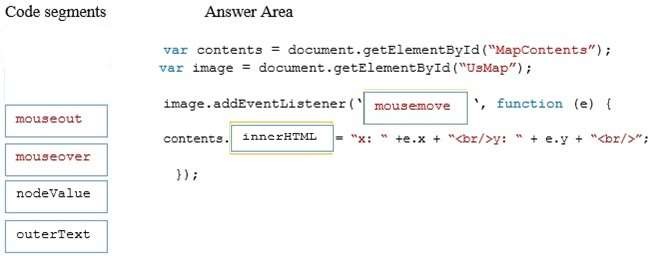 Code segments
Answer Area
var contents = document.getElementById(“MapContents”);
var image = document.getElementById(“UsMap”);
image.addEventListener(‘ mousemove ‘, function (e) {
contents. innerHTML = “x: “ +e.x + “<br/>y: “ + e.y + “<br/>”;
});
mouseout
mouseover
nodeValue
outerText